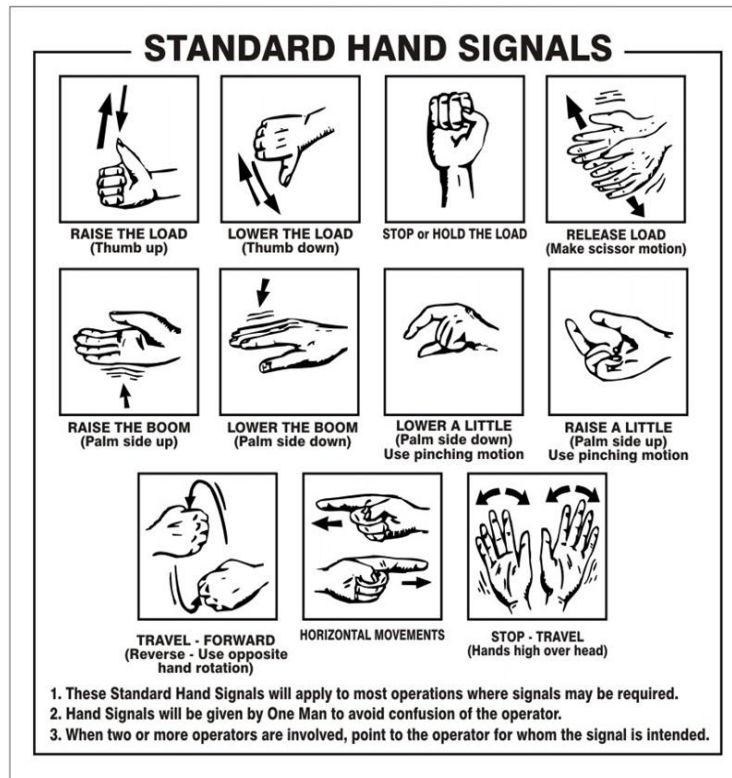 STANDARD HAND SIGNALS
RAISE THE LOAD
(Thumb up)
LOWER THE LOAD
(Thumb down)
STOP or HOLD THE LOAD
RELEASE LOAD
(Make scissor motion)
RAISE THE BOOM
(Palm side up)
LOWER THE BOOM
(Palm side down)
LOWER A LITTLE
(Palm side down)
Use pinching motion
RAISE A LITTLE
(Palm side up)
Use pinching motion
TRAVEL - FORWARD
(Reverse - Use opposite
hand rotation)
HORIZONTAL MOVEMENTS
STOP - TRAVEL
(Hands high over head)
1. These Standard Hand Signals will apply to most operations where signals may be required.
2. Hand Signals will be given by One Man to avoid confusion of the operator.
3. When two or more operators are involved, point to the operator for whom the signal is intended.